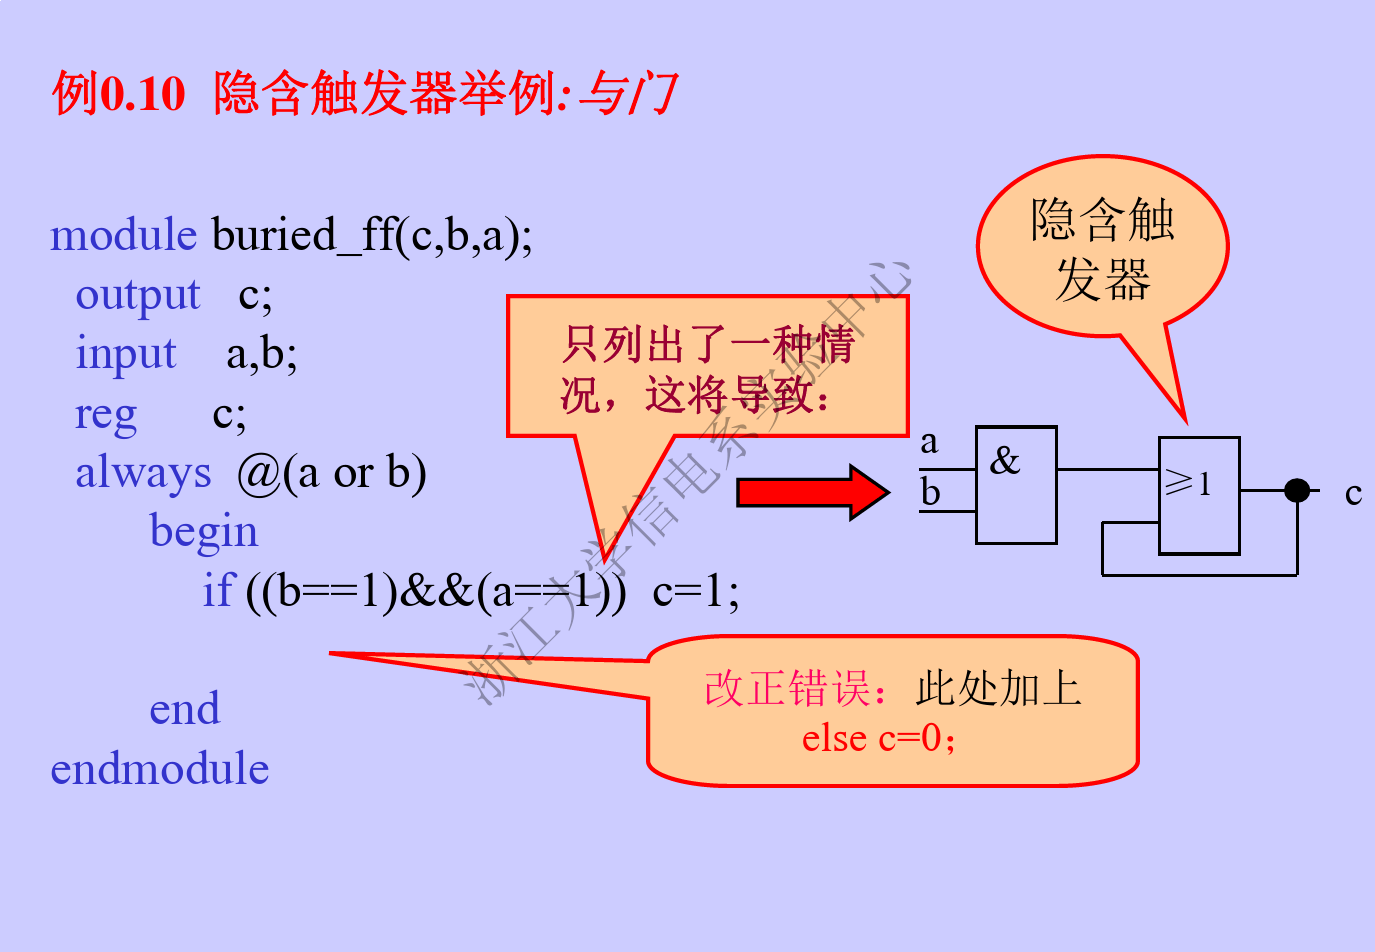 例0.10 隐含触发器举例:与门
module buried_ff(c,b,a);
output c;
input a,b;
reg c;
always @(a or b)
begin
if ((b==1)&&(a==1)) c=1;
end
endmodule
只列出了一种情
况，这将导致：
隐含触
发器
a
b
&
≥1
c
改正错误：此处加上
else c=0；
浙江大学信电系实验中心